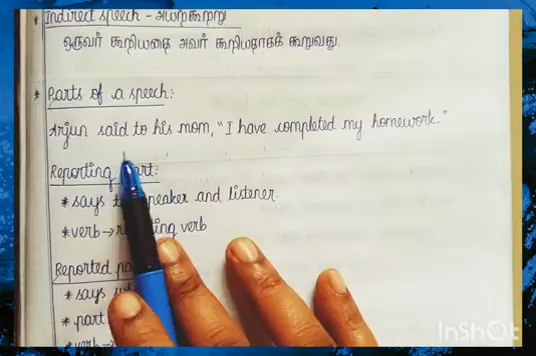 * Indirect speech - அயற்கூற்று
ஒருவர் கூறியதை அவர் கூறியதாகக் கூறுவது.
* Parts of a speech:
Arjun said to his mom, "I have completed my homework."
Reporting part:
* says speaker and listener.
* verb → verb
Reported
* says
* part
InShOt